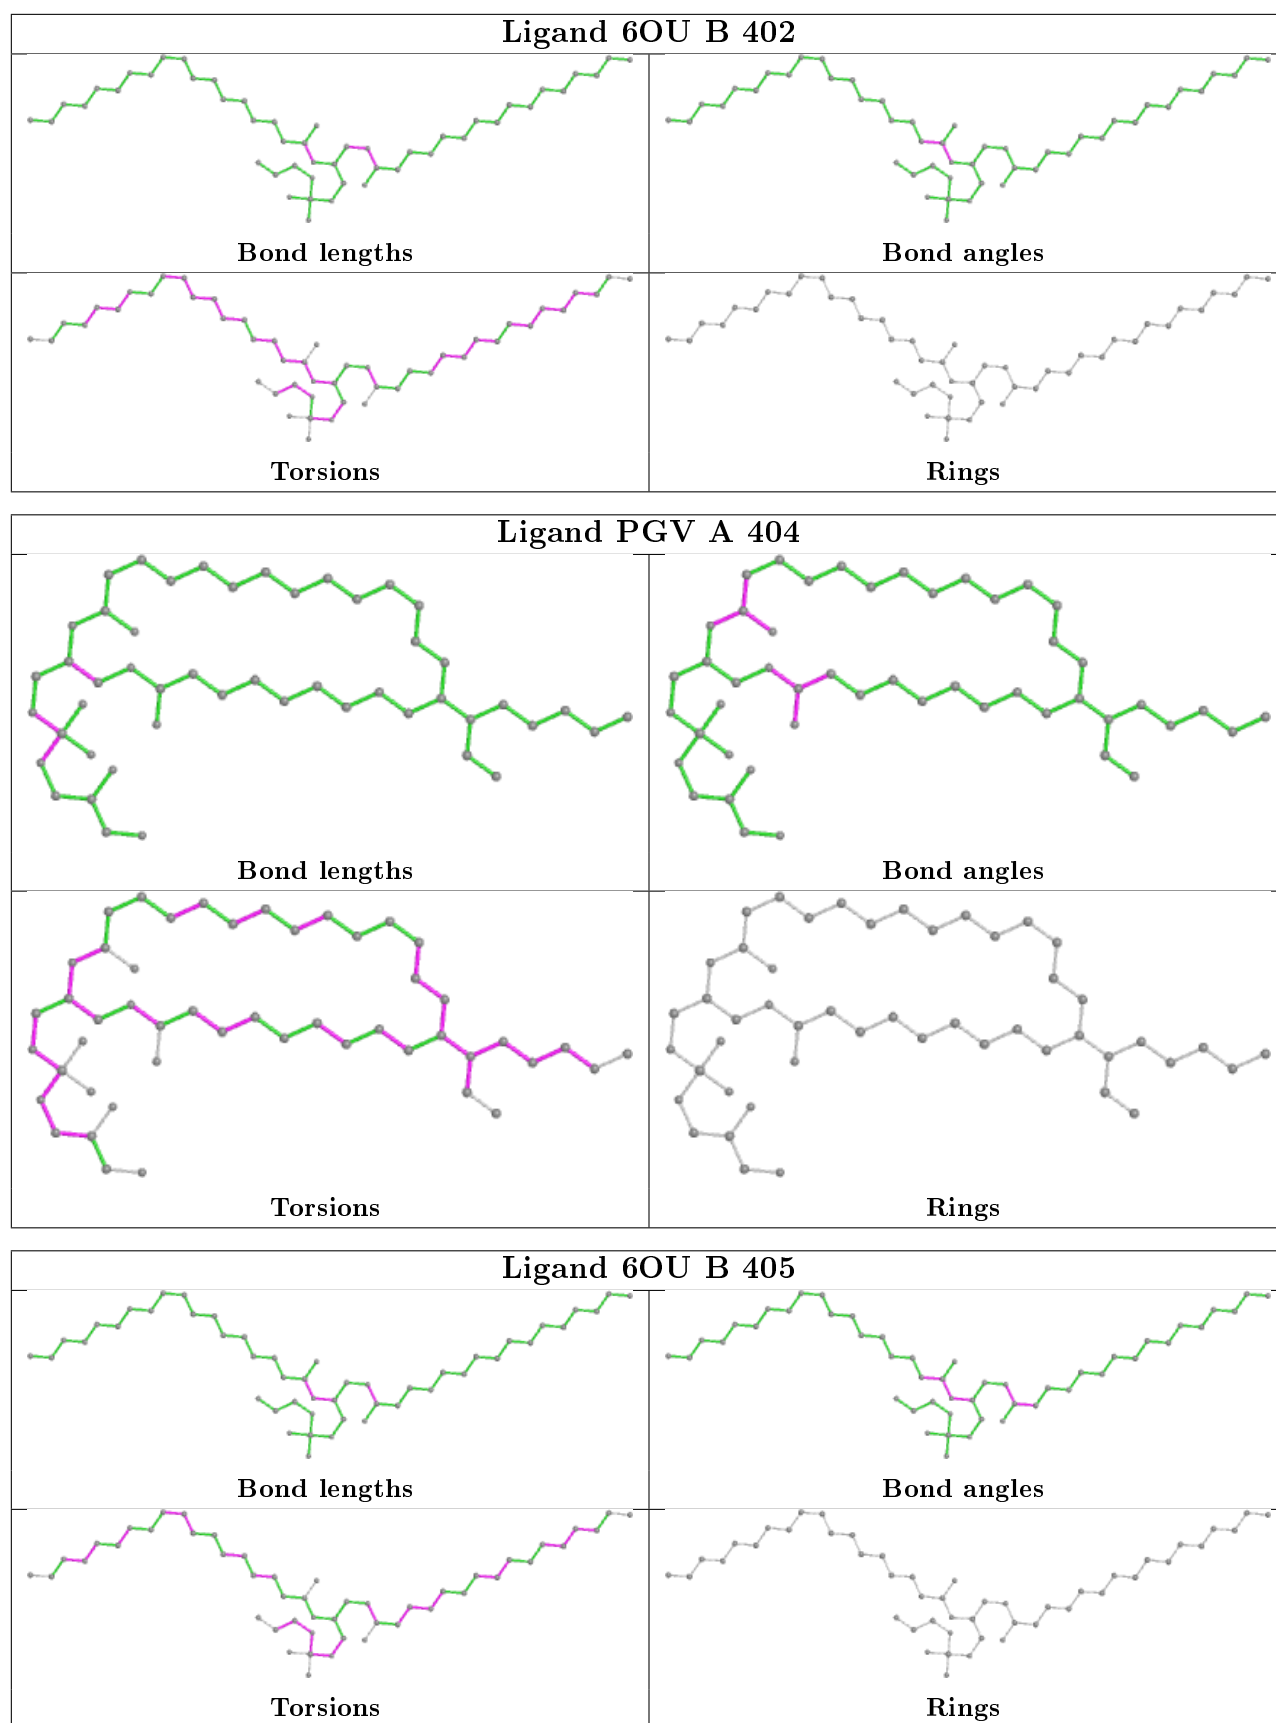 Ligand 6OU B 402
Bond lengths
Bond angles
Torsions
Rings
Ligand PGV A 404
Bond lengths
Bond angles
Torsions
Rings
Ligand 6OU B 405
Bond lengths
Bond angles
Torsions
Rings